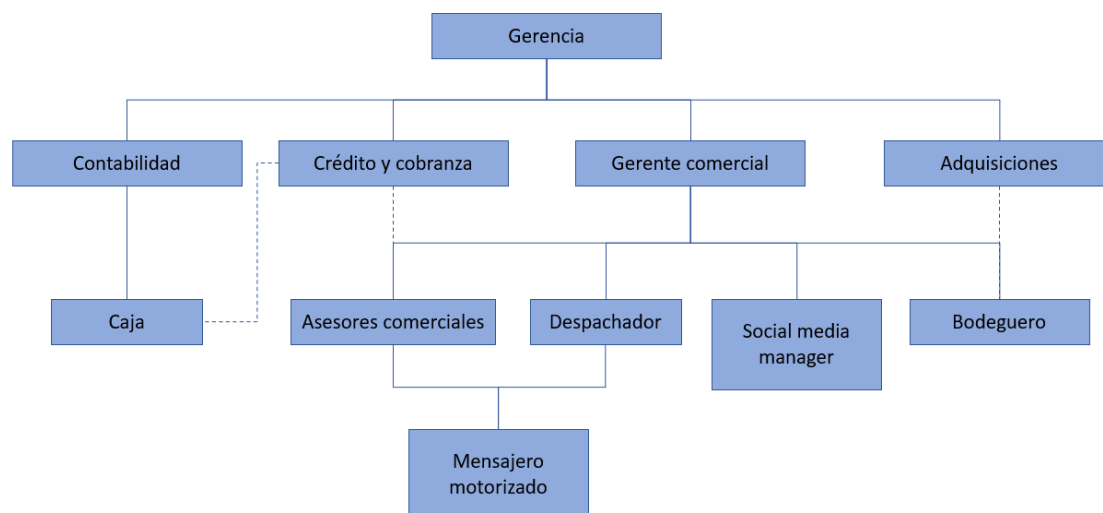 Gerencia
Contabilidad
Crédito y cobranza
Gerente comercial
Adquisiciones
Caja
Asesores comerciales
Despachador
Social media
manager
Bodeguero
Mensajero
motorizado